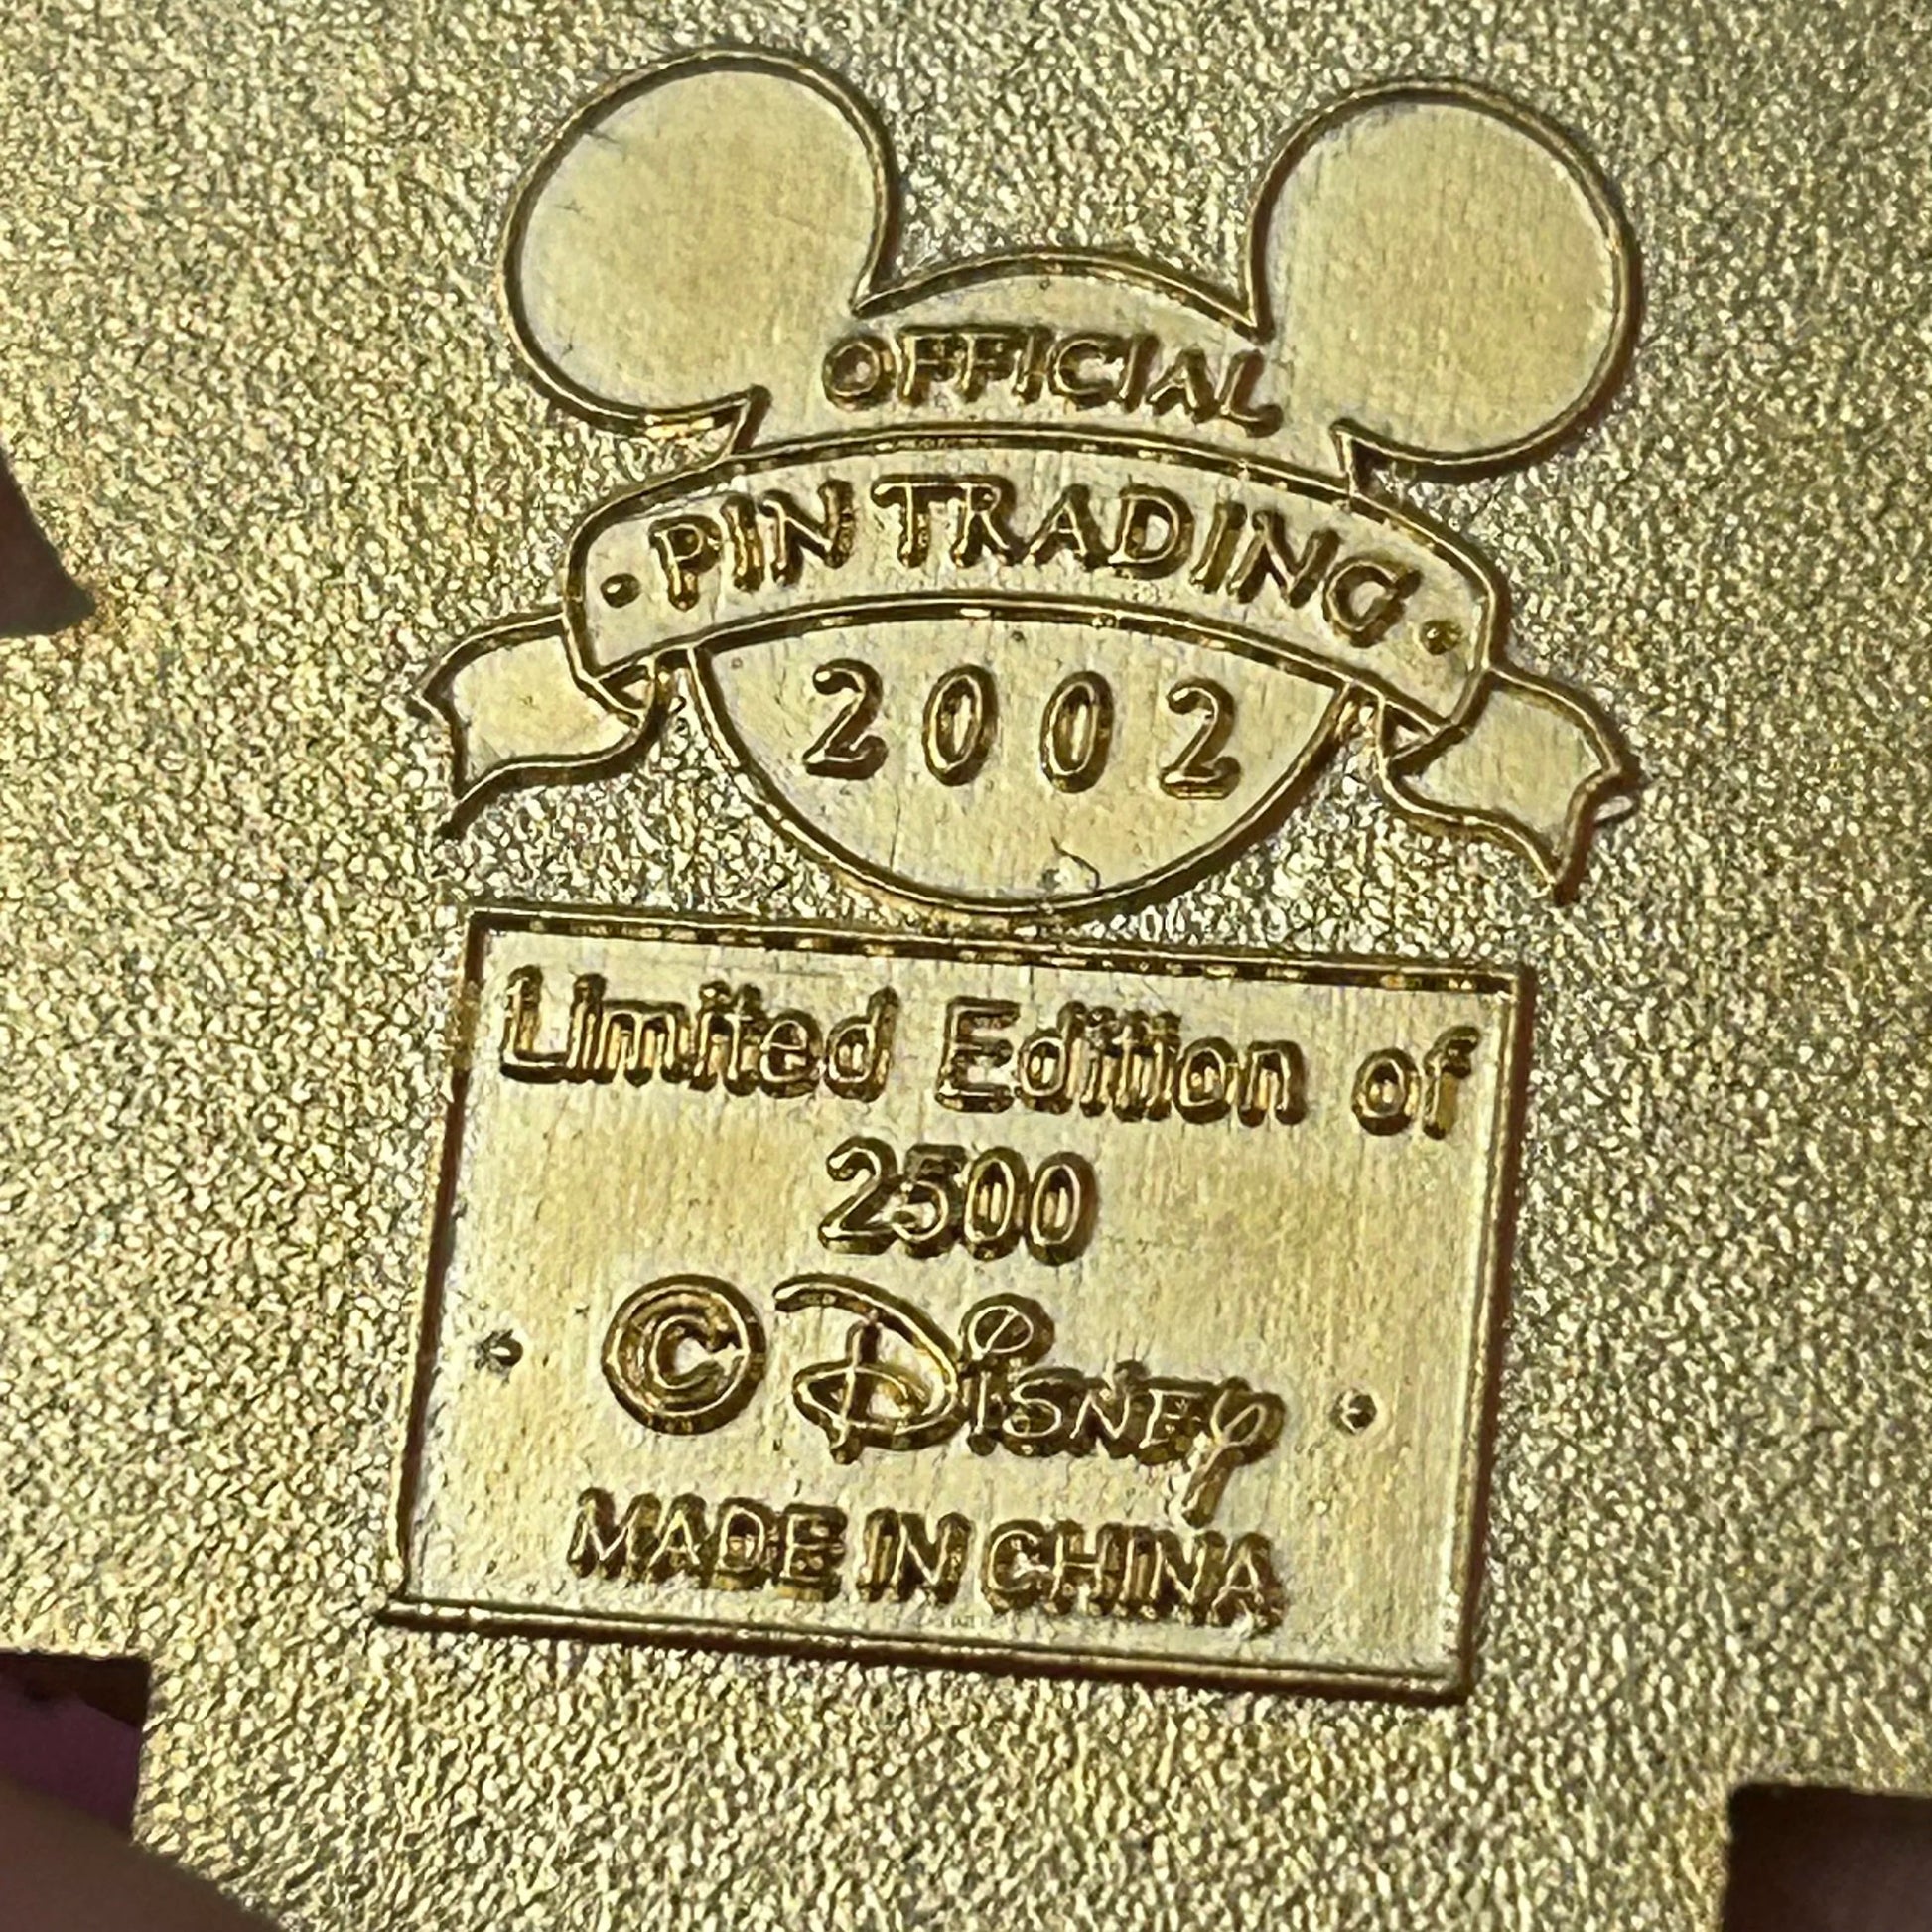 OFFICIAL
• PIN TRADING •
2002
Limited Edition of
2500
© Disney
MADE IN CHINA